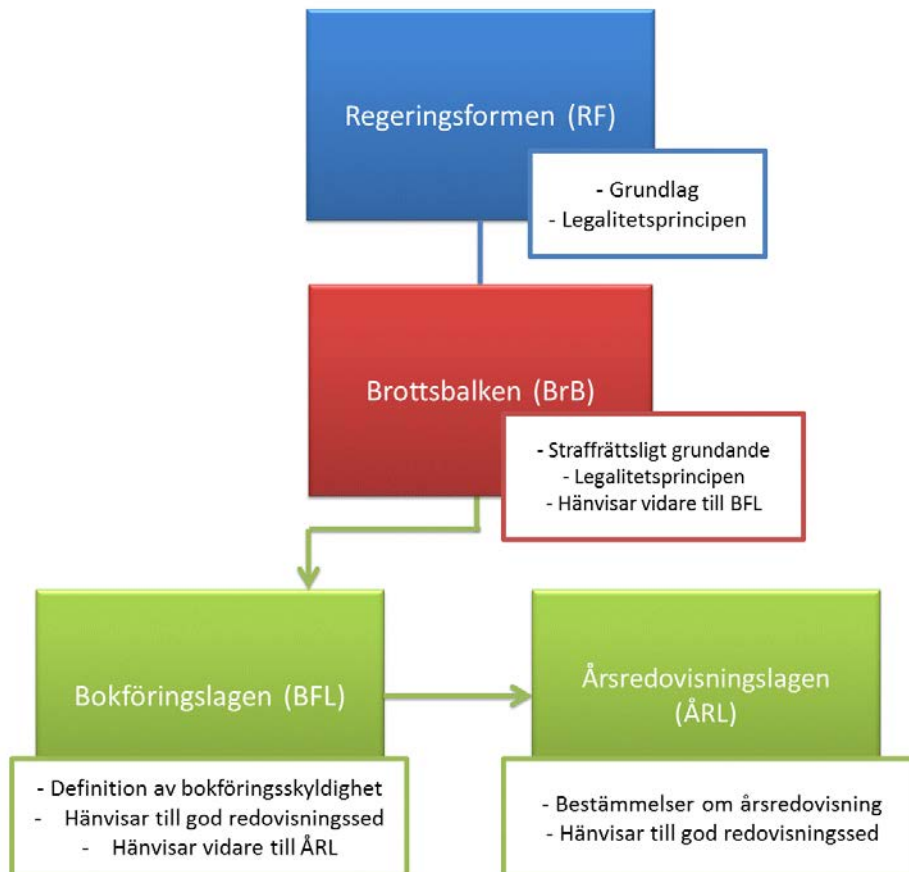 Regeringsformen (RF)
- Grundlag
- Legalitetsprincipen
Brottsbalken (BrB)
- Straffrättsligt grundande
- Legalitetsprincipen
- Hänvisar vidare till BFL
Bokföringslagen (BFL)
- Definition av bokföringsskyldighet
- Hänvisar till god redovisningssed
- Hänvisar vidare till ÅRL
Årsredovisningslagen
(ÅRL)
- Bestämmelser om årsredovisning
- Hänvisar till god redovisningssed